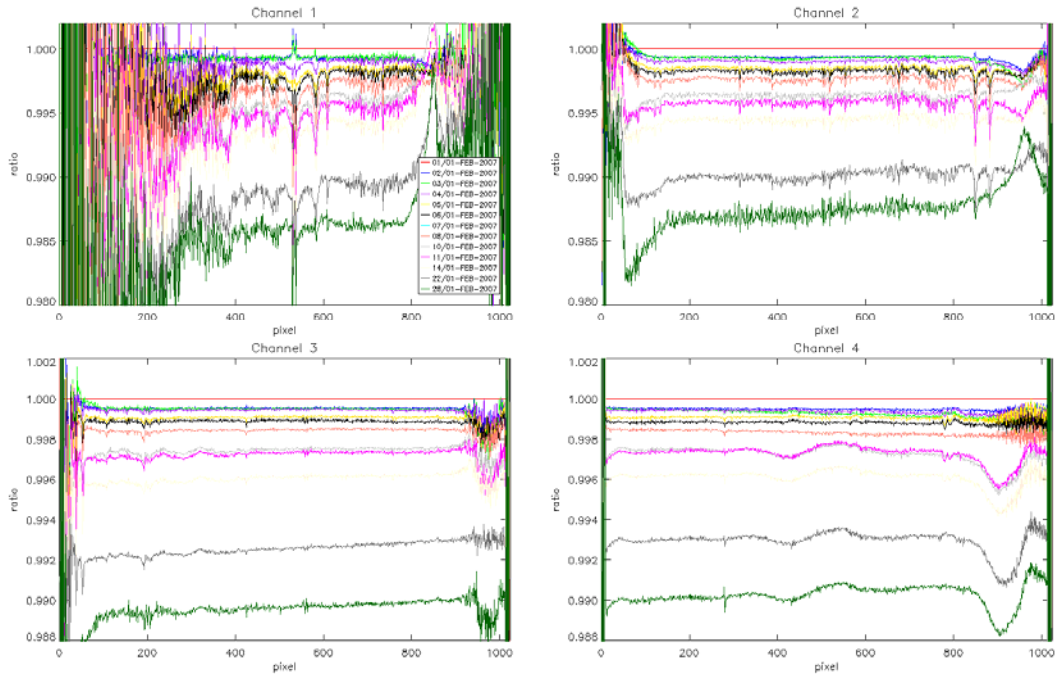 Channel 1
1.000
0.995
0.990
0.985
0.980
ratio
0 200 400 600 800 1000
pixel
01/01-FEB-2007
02/01-FEB-2007
03/01-FEB-2007
04/01-FEB-2007
05/01-FEB-2007
06/01-FEB-2007
07/01-FEB-2007
08/01-FEB-2007
10/01-FEB-2007
11/01-FEB-2007
14/01-FEB-2007
22/01-FEB-2007
28/01-FEB-2007
Channel 2
1.000
0.995
0.990
0.985
0.980
ratio
0 200 400 600 800 1000
pixel
Channel 3
1.002
1.000
0.998
0.996
0.994
0.992
0.990
0.988
ratio
0 200 400 600 800 1000
pixel
Channel 4
1.002
1.000
0.998
0.996
0.994
0.992
0.990
0.988
ratio
0 200 400 600 800 1000
pixel